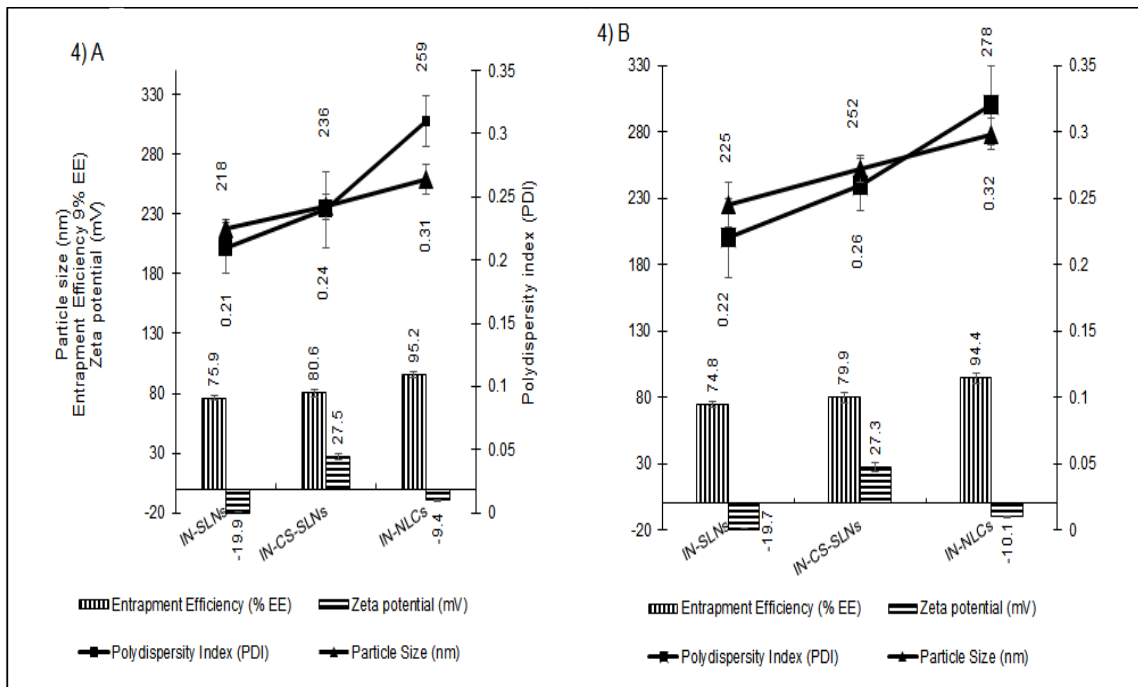 4) A
330
280
230
180
130
80
30
-20
Particle size (nm)
Entrapment Efficiency 9% EE)
Zeta potential (mV)
0.35
0.3
0.25
0.2
0.15
0.1
0.05
0
Polydispersity index (PDI)
218
236
259
0.21
0.24
0.31
75.9
80.6
95.2
-19.9
27.5
-9.4
IN-SLNs
IN-CS-SLNs
IN-NLCs
Entrapment Efficiency (% EE)
Zeta potential (mV)
Polydispersity Index (PDI)
Particle Size (nm)
4) B
330
280
230
180
130
80
30
-20
0.35
0.3
0.25
0.2
0.15
0.1
0.05
0
225
252
278
0.22
0.26
0.32
74.8
79.9
94.4
-19.7
27.3
-10.1
IN-SLNs
IN-CS-SLNs
IN-NLCs
Entrapment Efficiency (% EE)
Zeta potential (mV)
Polydispersity Index (PDI)
Particle Size (nm)